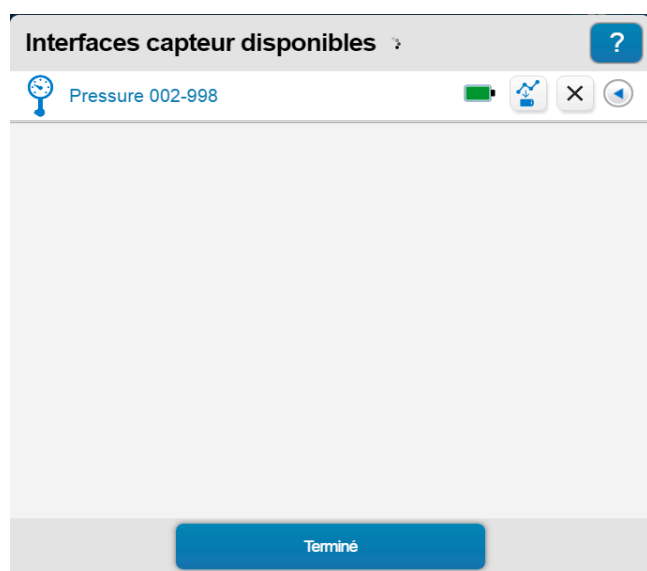 Interfaces capteur disponibles
?
Pressure 002-998
Terminé